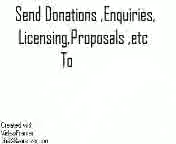 Send Donations ,Enquiries,
Licensing,Proposals ,etc
To
Created with